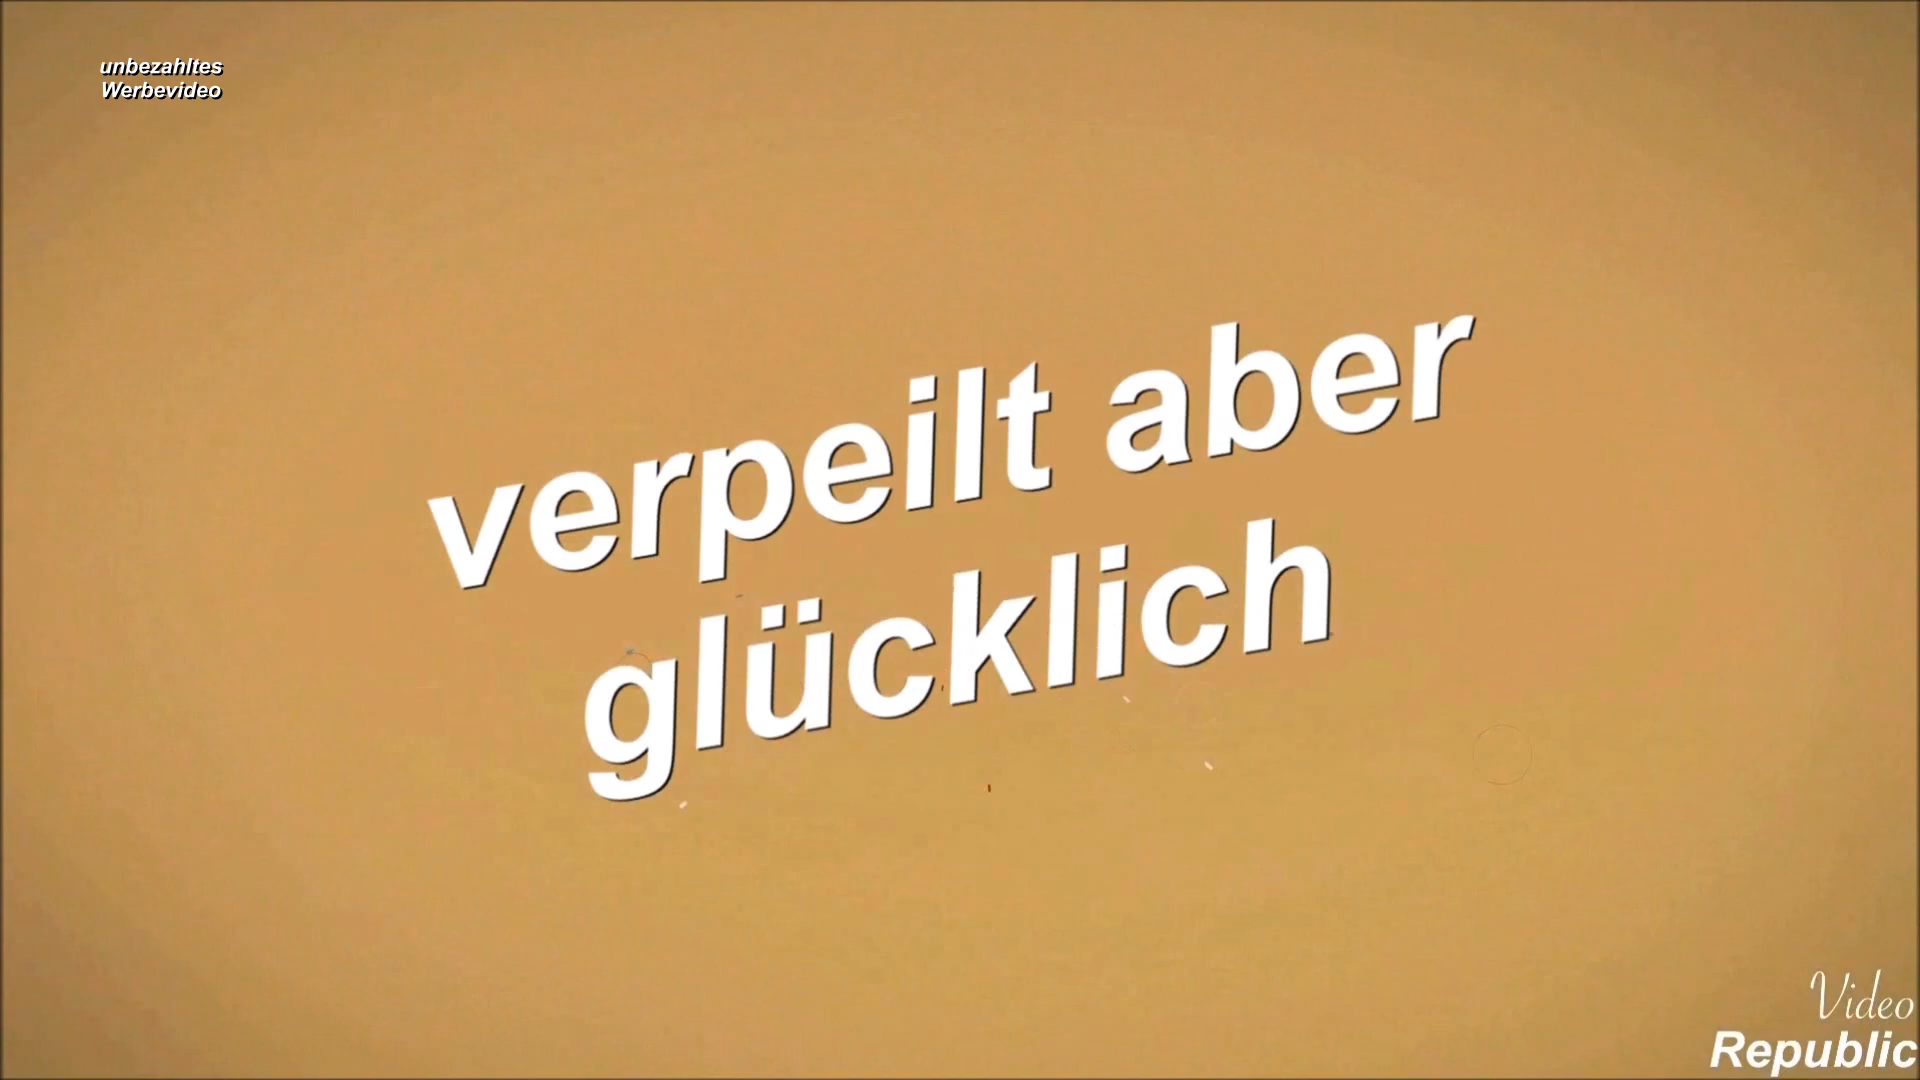 unbezahltes
Werbevideo
verpeilt aber
glücklich
Video
Republic